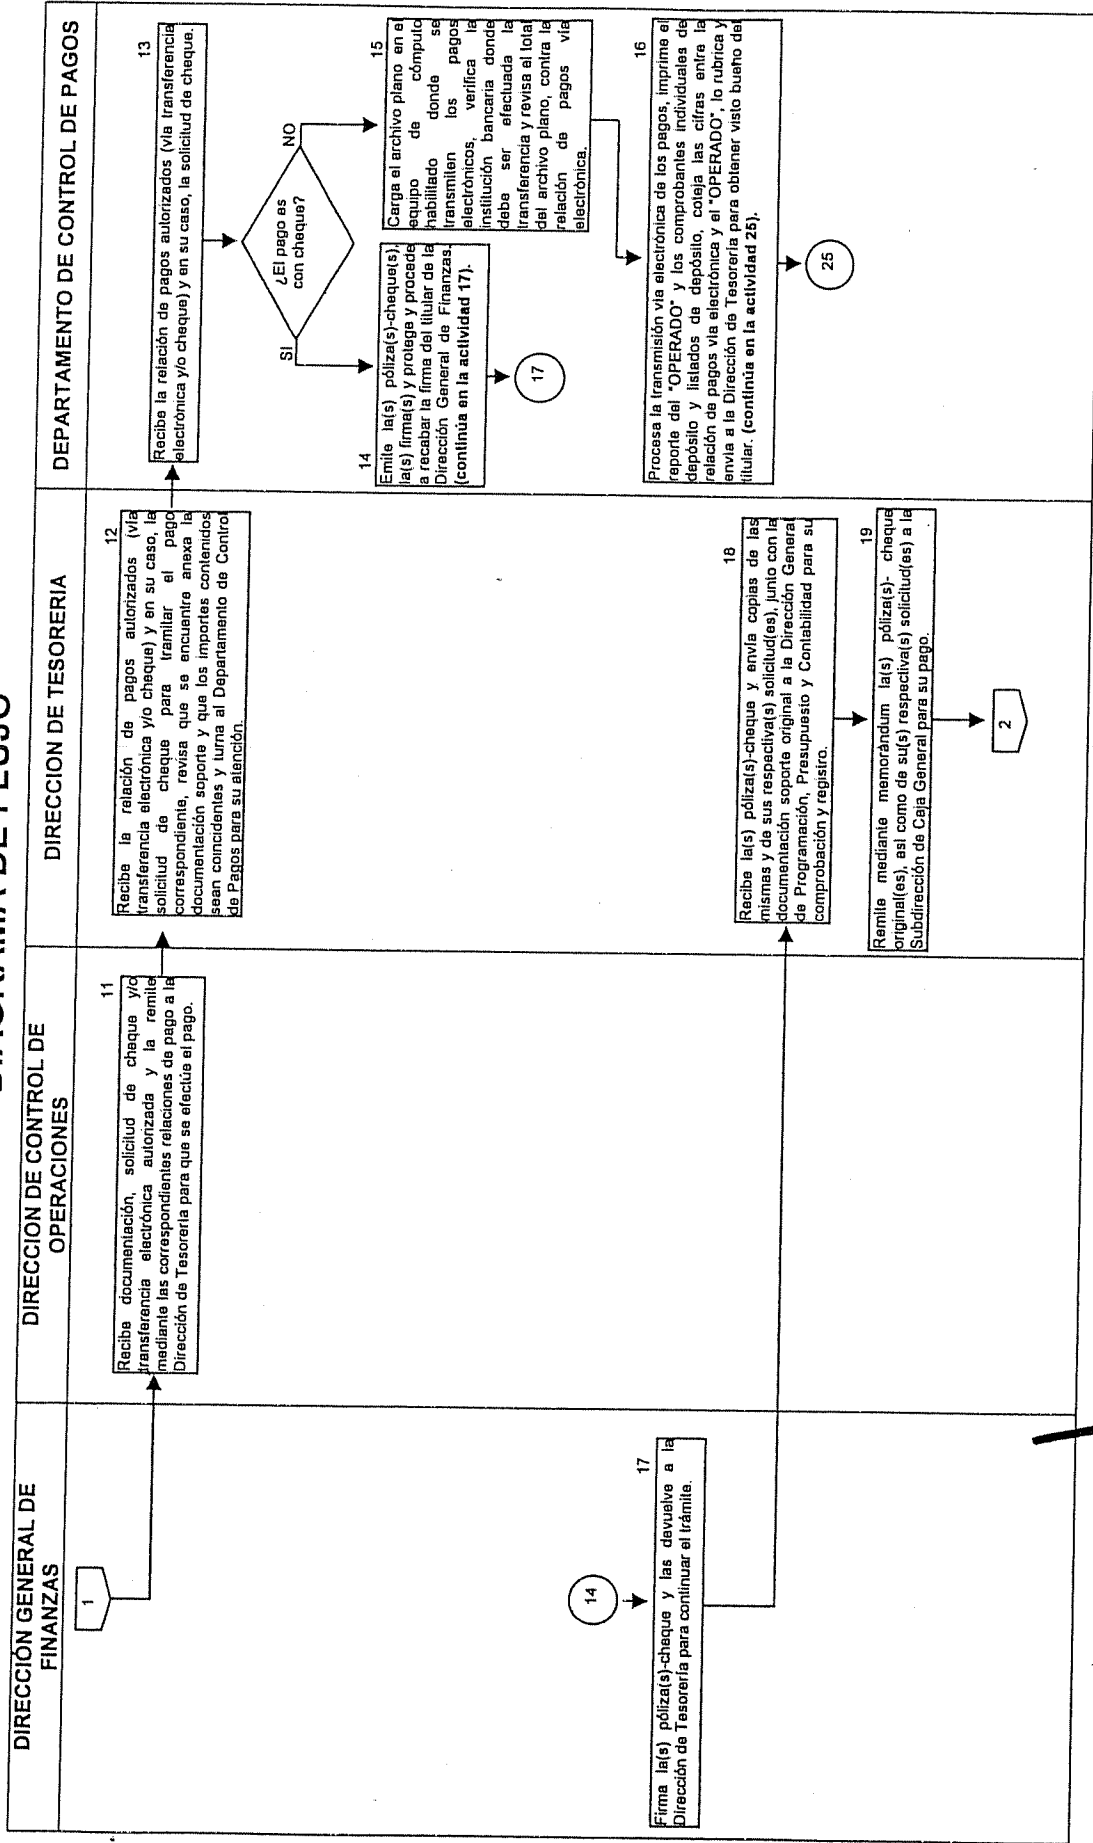 DIRECCIÓN GENERAL DE
FINANZAS
DIRECCION DE CONTROL DE
OPERACIONES
DIRECCION DE TESORERIA
DEPARTAMENTO DE CONTROL DE PAGOS
1
11
Recibe documentación, solicitud de cheque y/o
transferencia electrónica autorizada y la remite
mediante las correspondientes relaciones de pago a la
Dirección de Tesorería para que se efectúe el pago.
12
Recibe la relación de pagos autorizados (vía
transferencia electrónica y/o cheque) y en su caso, la
solicitud de cheque para tramitar el pago
correspondiente, revisa que se encuentre anexa la
documentación soporte y que los importes contenidos
sean coincidentes y turna al Departamento de Control
de Pagos para su atención.
13
Recibe la relación de pagos autorizados (vía transferencia
electrónica y/o cheque) y en su caso, la solicitud de cheque.
¿El pago es
con cheque?
SI
NO
14
Emite la(s) póliza(s)-cheque(s),
la(s) firma(s) y protege y procede
a recabar la firma del titular de la
Dirección General de Finanzas.
(continúa en la actividad 17).
17
15
Carga el archivo plano en el
equipo de cómputo
habilitado donde se
transmiten los pagos
electrónicos, verifica la
institución bancaria donde
debe ser efectuada la
transferencia y revisa el total
del archivo plano, contra la
relación de pagos vía
electrónica.
16
Procesa la transmisión vía electrónica de los pagos, imprime el
reporte del "OPERADO" y los comprobantes individuales de
depósito y listados de depósito, coteja las cifras entre la
relación de pagos vía electrónica y el "OPERADO", lo rubrica y
envía a la Dirección de Tesorería para obtener visto bueno del
titular. (continúa en la actividad 25).
25
14
17
Firma la(s) póliza(s)-cheque y las devuelve a la
Dirección de Tesorería para continuar el trámite.
18
Recibe la(s) póliza(s)-cheque y envía copias de las
mismas y de sus respectiva(s) solicitud(es), junto con la
documentación soporte original a la Dirección General
de Programación, Presupuesto y Contabilidad para su
comprobación y registro.
19
Remite mediante memorándum la(s) póliza(s)- cheque
original(es), así como de su(s) respectiva(s) solicitud(es) a la
Subdirección de Caja General para su pago.
2